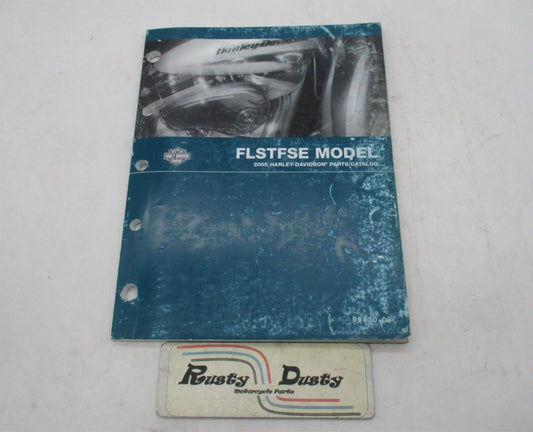 Harley-Davidson
FLSTFSE MODEL
2005 HARLEY-DAVIDSON® PARTS CATALOG
Rusty Dusty
Motorcycle Parts